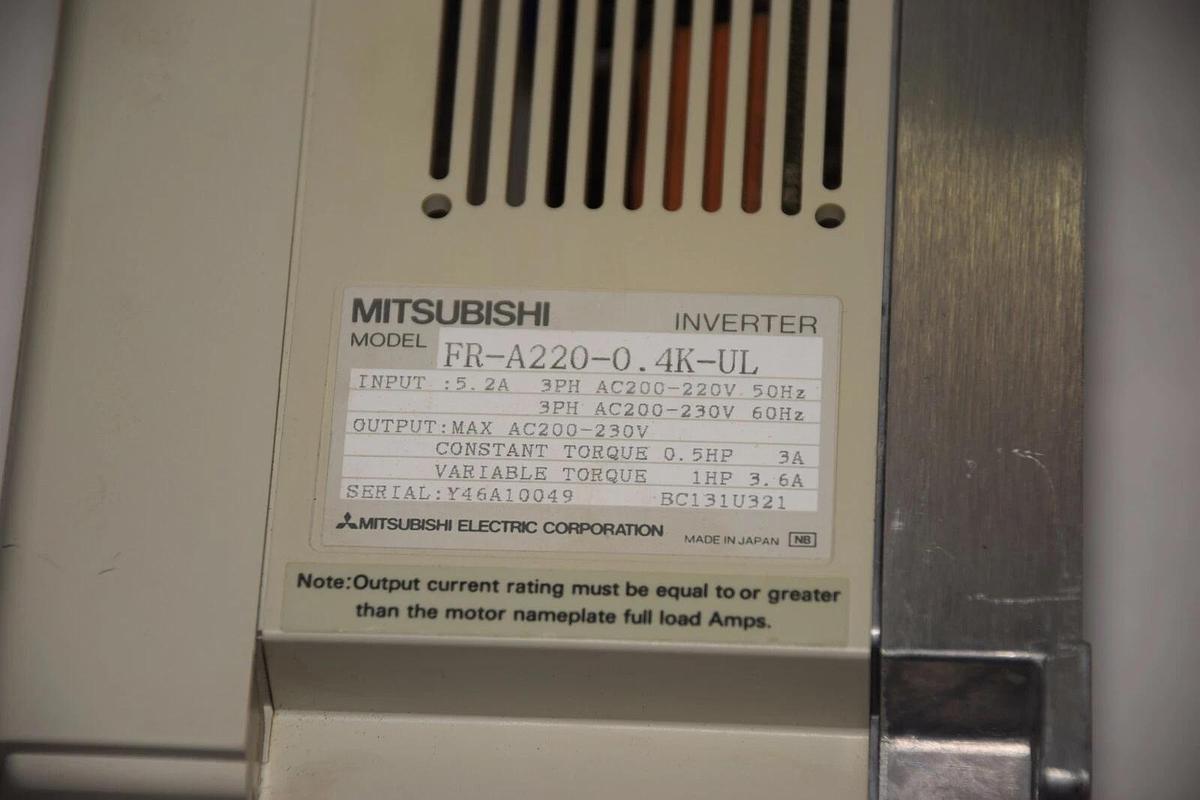 MITSUBISHI INVERTER
MODEL FR-A220-0.4K-UL
INPUT :5.2A 3PH AC200-220V 50Hz
3PH AC200-230V 60Hz
OUTPUT:MAX AC200-230V
CONSTANT TORQUE 0.5HP 3A
VARIABLE TORQUE 1HP 3.6A
SERIAL:Y46A10049 BC131U321
MITSUBISHI ELECTRIC CORPORATION MADE IN JAPAN NB
Note:Output current rating must be equal to or greater
than the motor nameplate full load Amps.